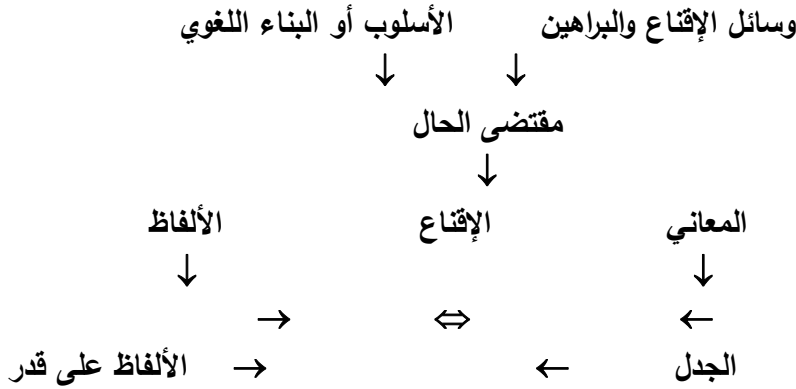 وسائل الإقناع والبراهين الأسلوب أو البناء اللغوي
↓ ↓
مقتضى الحال
↓
المعاني الإقناع الألفاظ
↓ ↓
← ⇔ →
الجدل ← → الألفاظ على قدر